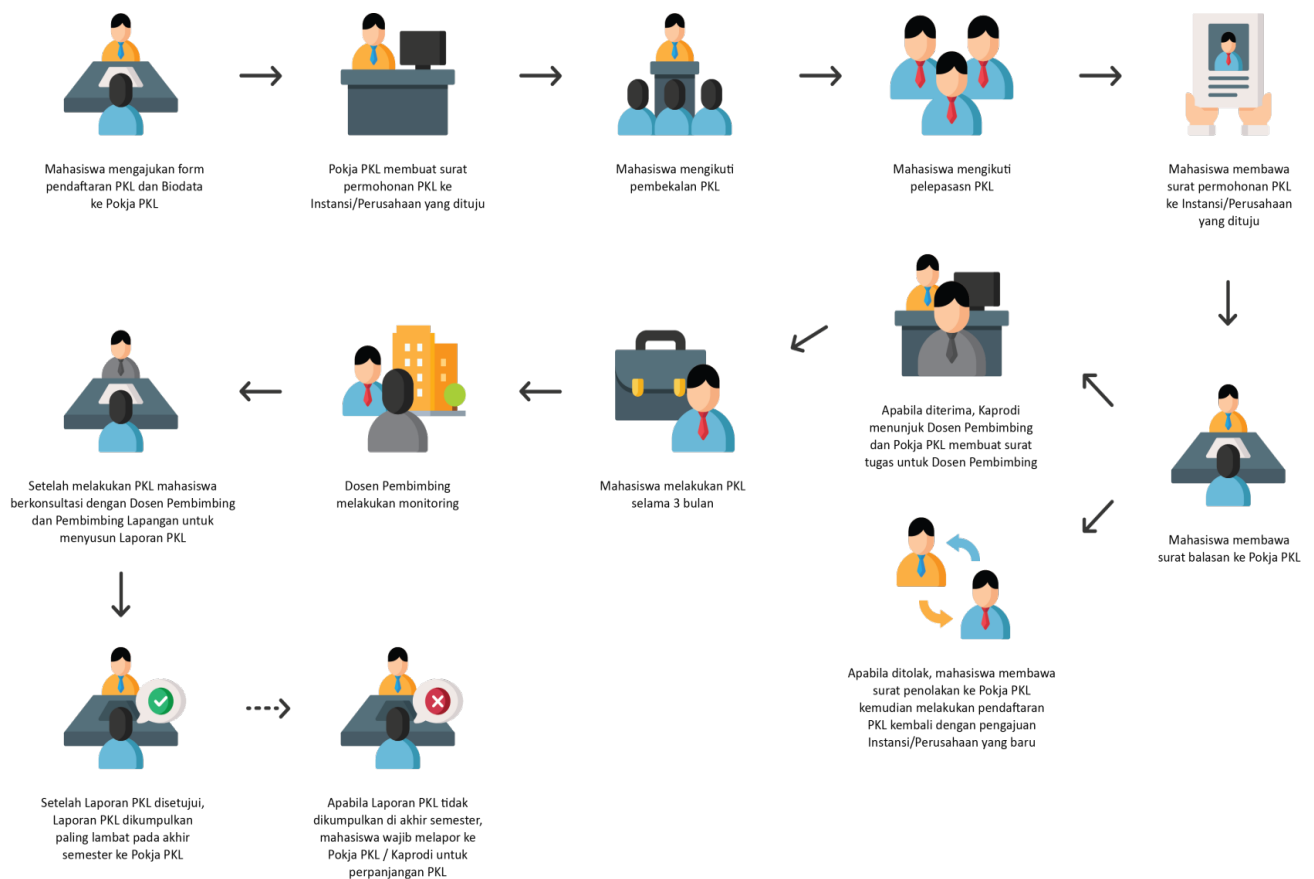 Mahasiswa mengajukan form
pendaftaran PKL dan Biodata
ke Pokja PKL
Pokja PKL membuat surat
permohonan PKL ke
Instansi/Perusahaan yang dituju
Mahasiswa mengikuti
pembekalan PKL
Mahasiswa mengikuti
pelepasasn PKL
Mahasiswa membawa
surat permohonan PKL
ke Instansi/Perusahaan
yang dituju
Mahasiswa membawa
surat balasan ke Pokja PKL
Apabila diterima, Kaprodi
menunjuk Dosen Pembimbing
dan Pokja PKL membuat surat
tugas untuk Dosen Pembimbing
Apabila ditolak, mahasiswa membawa
surat penolakan ke Pokja PKL
kemudian melakukan pendaftaran
PKL kembali dengan pengajuan
Instansi/Perusahaan yang baru
Mahasiswa melakukan PKL
selama 3 bulan
Dosen Pembimbing
melakukan monitoring
Setelah melakukan PKL mahasiswa
berkonsultasi dengan Dosen Pembimbing
dan Pembimbing Lapangan untuk
menyusun Laporan PKL
Setelah Laporan PKL disetujui,
Laporan PKL dikumpulkan
paling lambat pada akhir
semester ke Pokja PKL
Apabila Laporan PKL tidak
dikumpulkan di akhir semester,
mahasiswa wajib melapor ke
Pokja PKL / Kaprodi untuk
perpanjangan PKL